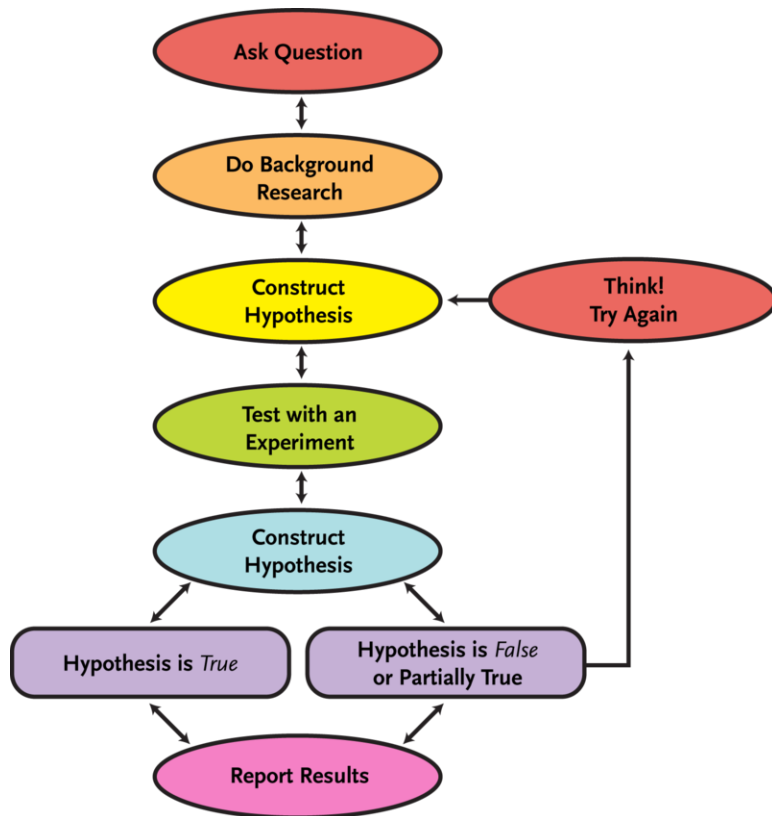 Ask Question
Do Background
Research
Construct
Hypothesis
Think!
Try Again
Test with an
Experiment
Construct
Hypothesis
Hypothesis is True
Hypothesis is False
or Partially True
Report Results